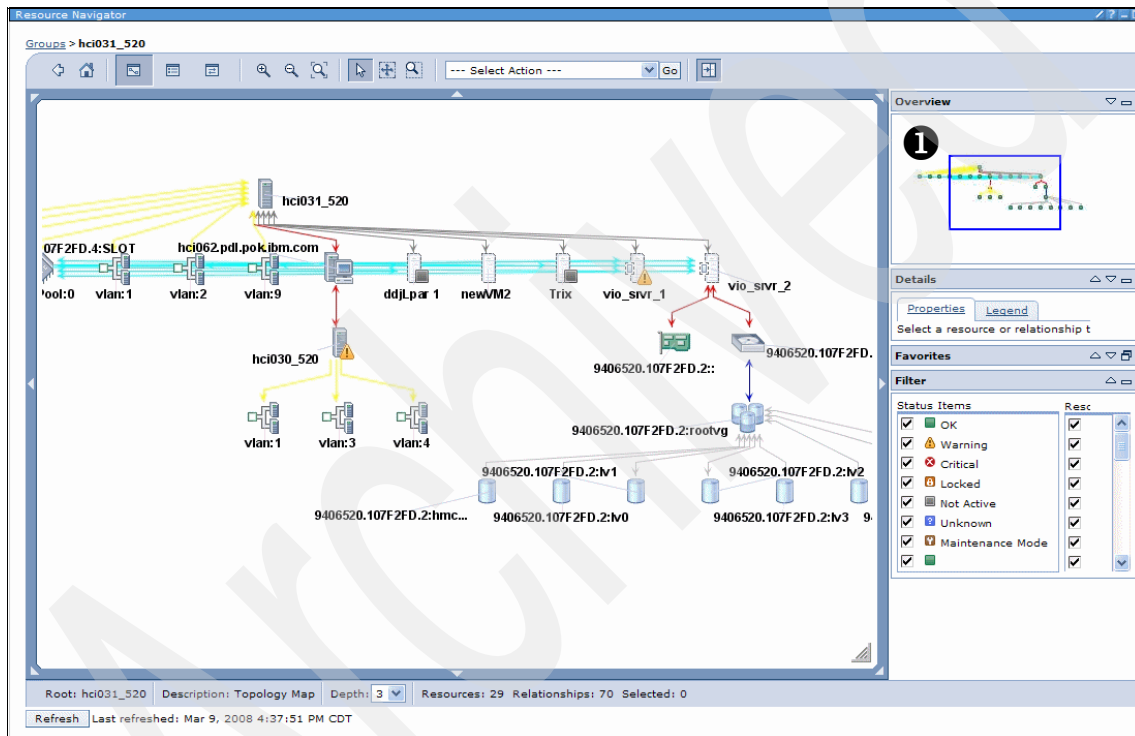 Resource Navigator
Groups > hci031_520
--- Select Action ---
Go
Overview
1
hci031_520
07F2FD.4:SLOT
hci062.pdl.pok.ibm.com
Pool:0
vlan:1
vlan:2
vlan:9
ddjLpar 1
newVM2
Trix
vio_srvr_1
vio_srvr_2
hci030_520
9406520.107F2FD.2::
9406520.107F2FD.
vlan:1
vlan:3
vlan:4
9406520.107F2FD.2:rootvg
9406520.107F2FD.2:lv1
9406520.107F2FD.2:lv2
9406520.107F2FD.2:hmc...
9406520.107F2FD.2:lv0
9406520.107F2FD.2:lv3
94
Details
Properties
Legend
Select a resource or relationship t
Favorites
Filter
Status Items
Resc
OK
Warning
Critical
Locked
Not Active
Unknown
Maintenance Mode
Root: hci031_520
Description: Topology Map
Depth: 3
Resources: 29 Relationships: 70 Selected: 0
Refresh
Last refreshed: Mar 9, 2008 4:37:51 PM CDT
Archived